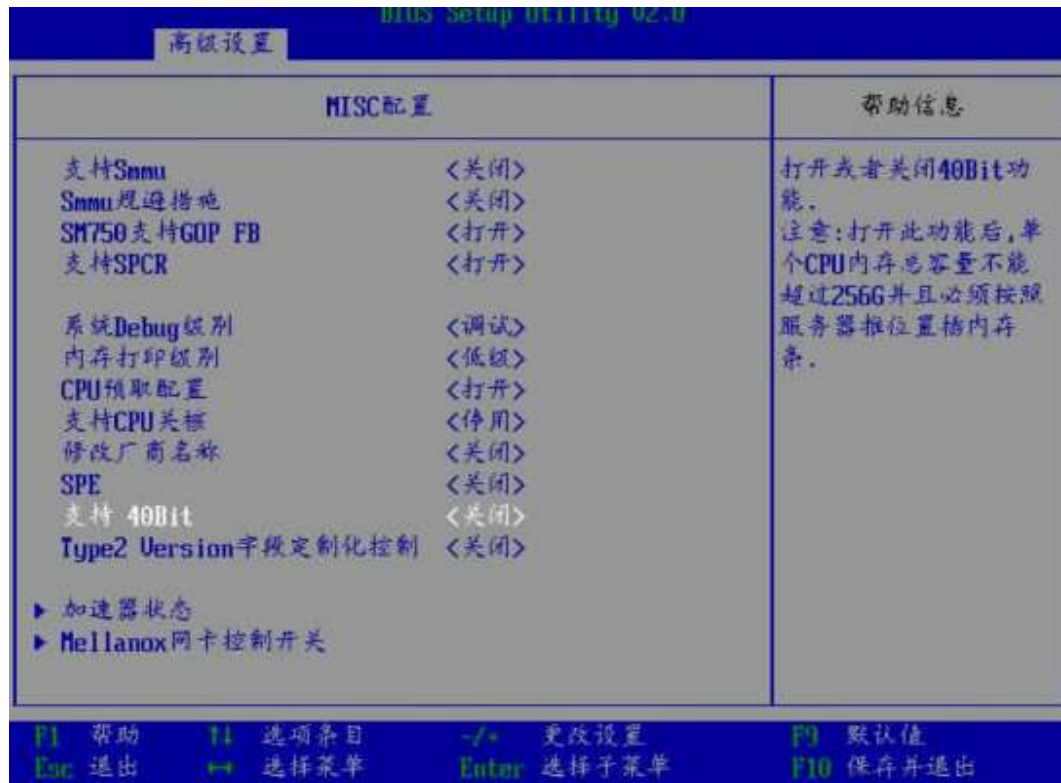 BIOS Setup Utility V2.0
高级设置
MISC配置
帮助信息
支持Smmu <关闭>
Smmu规避措施 <关闭>
SM750支持GOP FB <打开>
支持SPCR <打开>
系统Debug级别 <调试>
内存打印级别 <低级>
CPU预取配置 <打开>
支持CPU关核 <停用>
修改厂商名称 <关闭>
SPE <关闭>
支持 40Bit <关闭>
Type2 Version字段定制化控制 <关闭>
加速器状态
Mellanox网卡控制开关
打开或者关闭40Bit功
能.
注意:打开此功能后,单
个CPU内存总容量不能
超过256G并且必须按照
服务器推位置插内存
条.
F1 帮助 ↑↓ 选项条目 -/+ 更改设置 F9 默认值
Esc 退出 ↔ 选择菜单 Enter 选择子菜单 F10 保存并退出